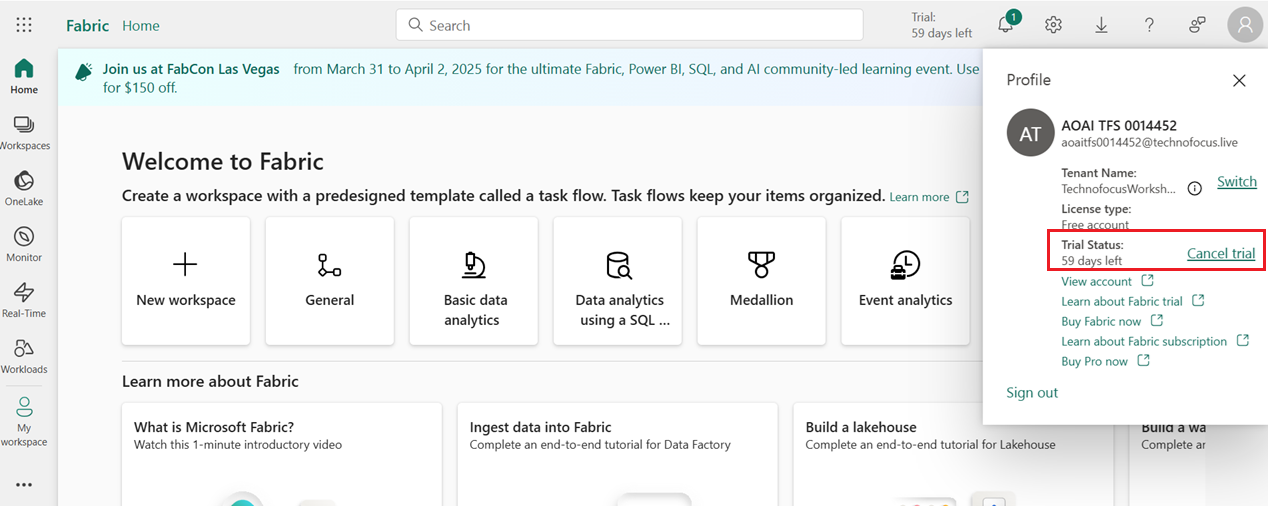 Fabric Home
Search
Trial:
59 days left
1
Join us at FabCon Las Vegas from March 31 to April 2, 2025 for the ultimate Fabric, Power BI, SQL, and AI community-led learning event. Use
for $150 off.
Home
Workspaces
OneLake
Monitor
Real-Time
Workloads
My
workspace
Welcome to Fabric
Create a workspace with a predesigned template called a task flow. Task flows keep your items organized. Learn more
New workspace
General
Basic data
analytics
Data analytics
using a SQL ...
Medallion
Event analytics
Learn more about Fabric
What is Microsoft Fabric?
Watch this 1-minute introductory video
Ingest data into Fabric
Complete an end-to-end tutorial for Data Factory
Build a lakehouse
Complete an end-to-end tutorial for Lakehouse
Build a wa
Complete an
Profile
AT
AOAI TFS 0014452
aoaitfs0014452@technofocus.live
Tenant Name:
TechnofocusWorksh...
Switch
License type:
Free account
Trial Status:
59 days left
Cancel trial
View account
Learn about Fabric trial
Buy Fabric now
Learn about Fabric subscription
Buy Pro now
Sign out